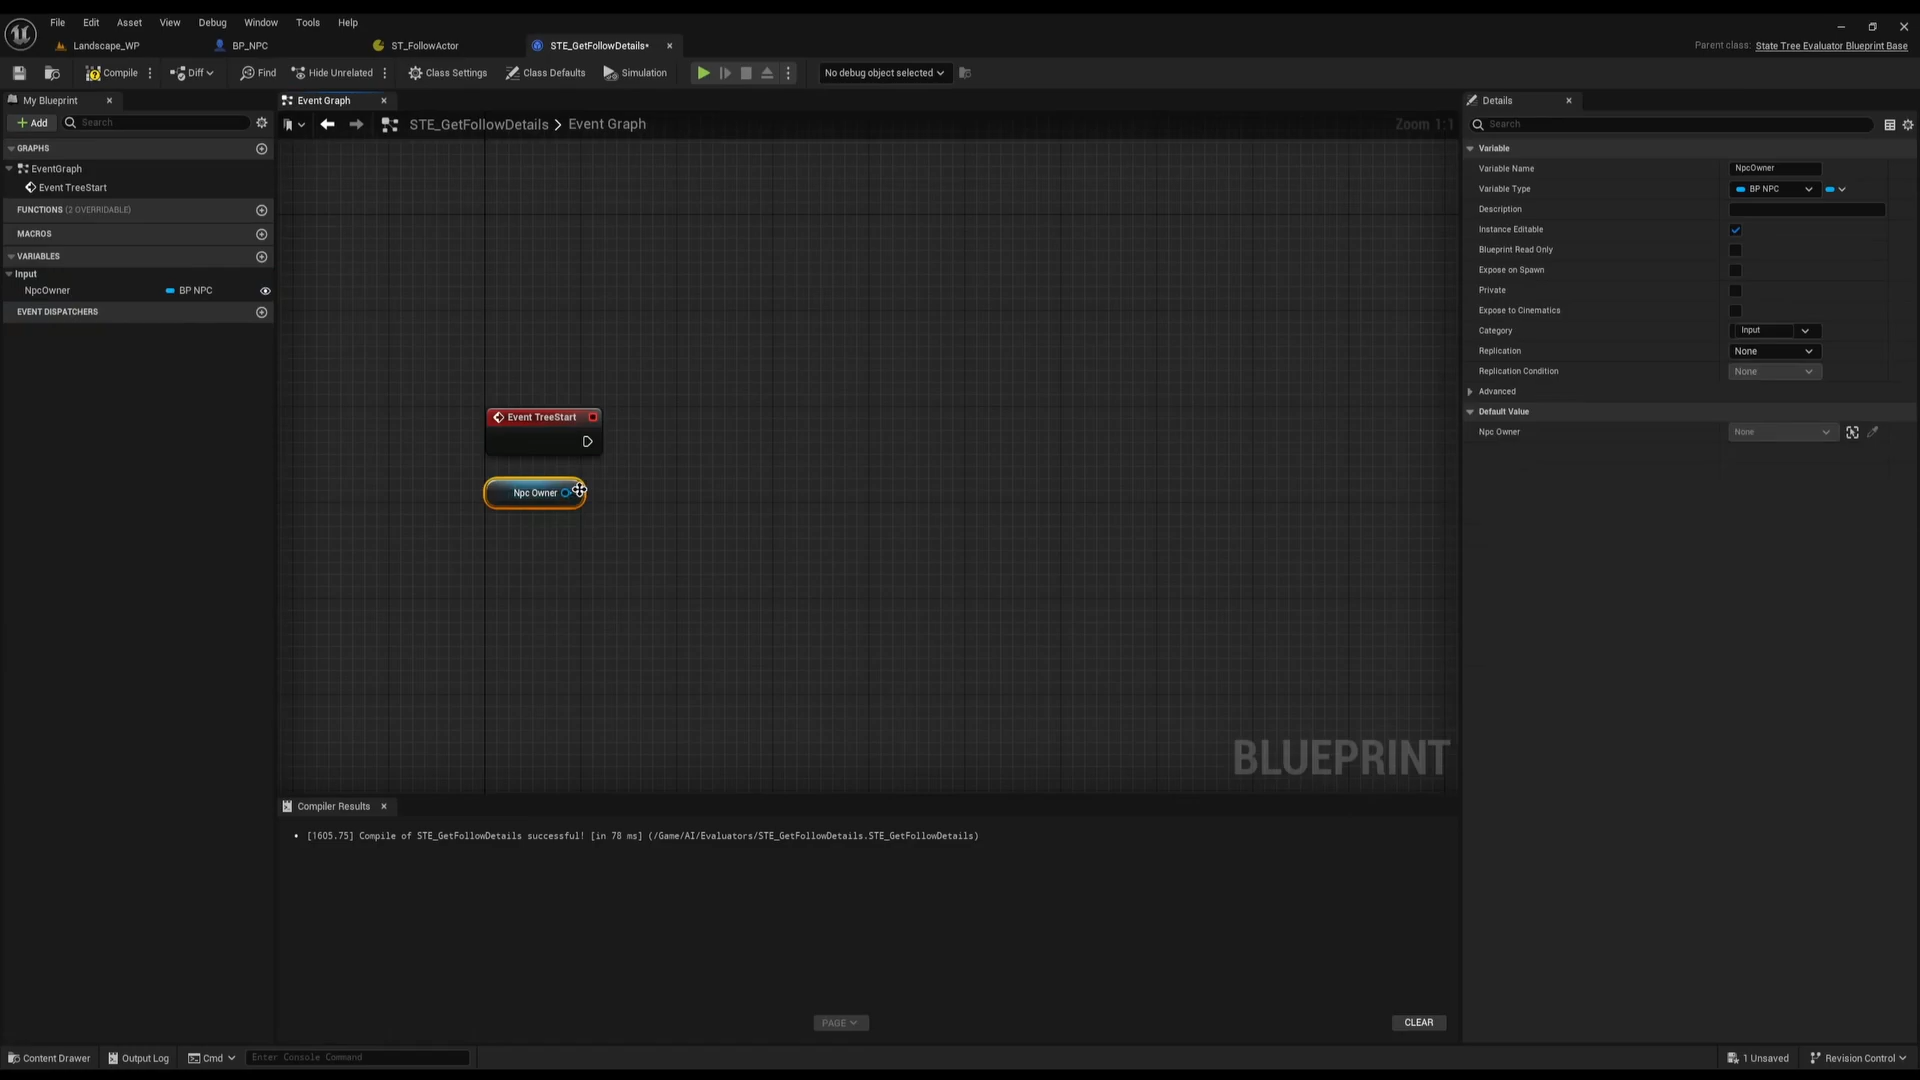 File Edit Asset View Debug Window Tools Help
Landscape_WP BP_NPC ST_FollowActor STE_GetFollowDetails•
Parent class: State Tree Evaluator Blueprint Base
Compile Diff Find Hide Unrelated Class Settings Class Defaults Simulation No debug object selected
My Blueprint
Event Graph
Details
Add Search
STE_GetFollowDetails > Event Graph
Zoom 1:1
Search
GRAPHS
EventGraph
Event TreeStart
FUNCTIONS (2 OVERRIDABLE)
MACROS
VARIABLES
Input
NpcOwner BP NPC
EVENT DISPATCHERS
Event TreeStart
Npc Owner
BLUEPRINT
Variable
Variable Name NpcOwner
Variable Type BP NPC
Description
Instance Editable
Blueprint Read Only
Expose on Spawn
Private
Expose to Cinematics
Category Input
Replication None
Replication Condition None
Advanced
Default Value
Npc Owner None
Compiler Results
• [1605.75] Compile of STE_GetFollowDetails successful! [in 78 ms] (/Game/AI/Evaluators/STE_GetFollowDetails.STE_GetFollowDetails)
PAGE CLEAR
Content Drawer Output Log Cmd Enter Console Command 1 Unsaved Revision Control